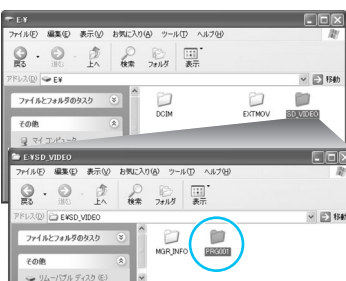 E:¥
ファイル(F) 編集(E) 表示(V) お気に入り(A) ツール(T) ヘルプ(H)
戻る 進む 上へ 検索 フォルダ 表示
アドレス(D) E:¥ 移動
ファイルとフォルダのタスク
その他
マイ コンピュータ
DCIM EXTMOV SD_VIDEO
E:¥SD_VIDEO
ファイル(F) 編集(E) 表示(V) お気に入り(A) ツール(T) ヘルプ(H)
戻る 進む 上へ 検索 フォルダ 表示
アドレス(D) E:¥SD_VIDEO 移動
ファイルとフォルダのタスク
その他
リムーバブル ディスク (E:)
MGR_INFO PRG001